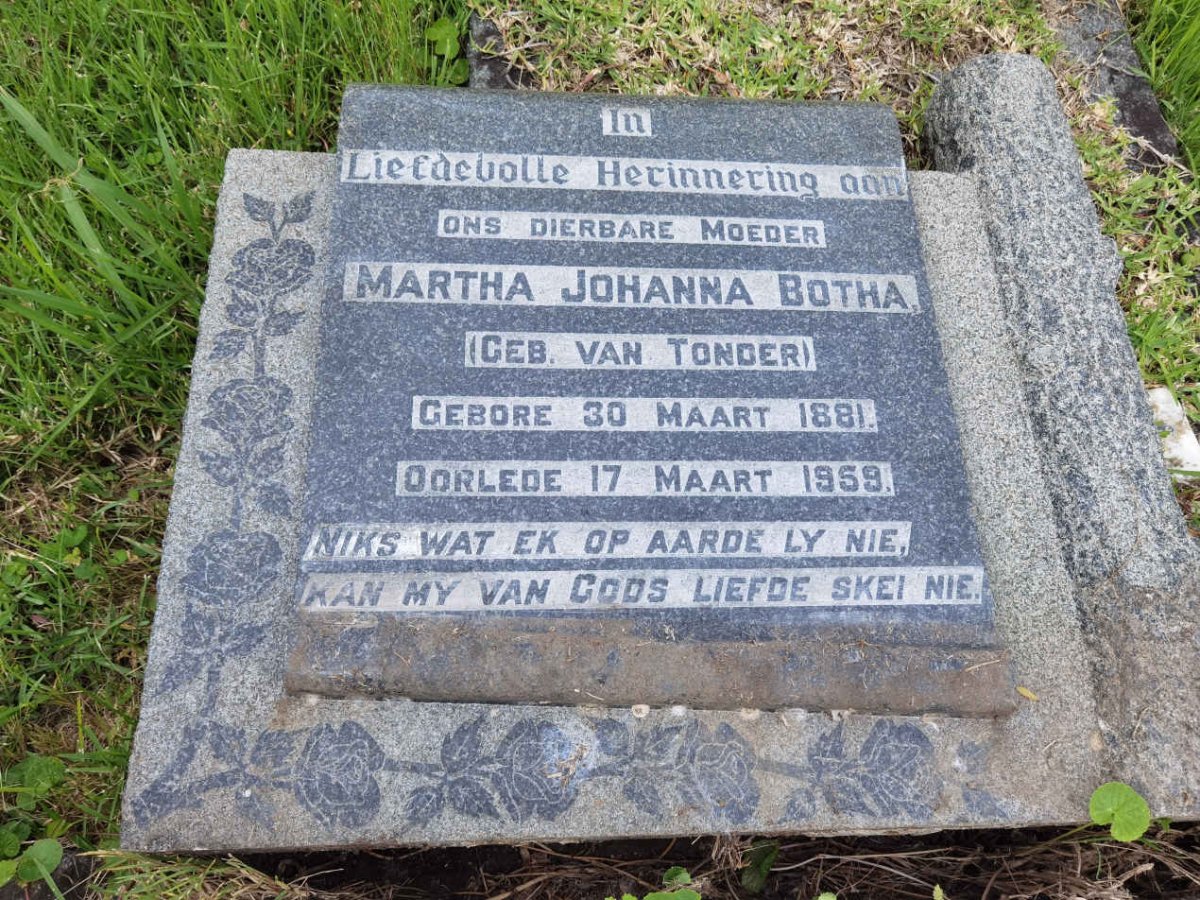 In
Liefdevolle Herinnering aan
ONS DIERBARE MOEDER
MARTHA JOHANNA BOTHA.
(GEB. VAN TONDER)
GEBORE 30 MAART 1881.
OORLEDE 17 MAART 1959.
NIKS WAT EK OP AARDE LY NIE,
KAN MY VAN GODS LIEFDE SKEI NIE.